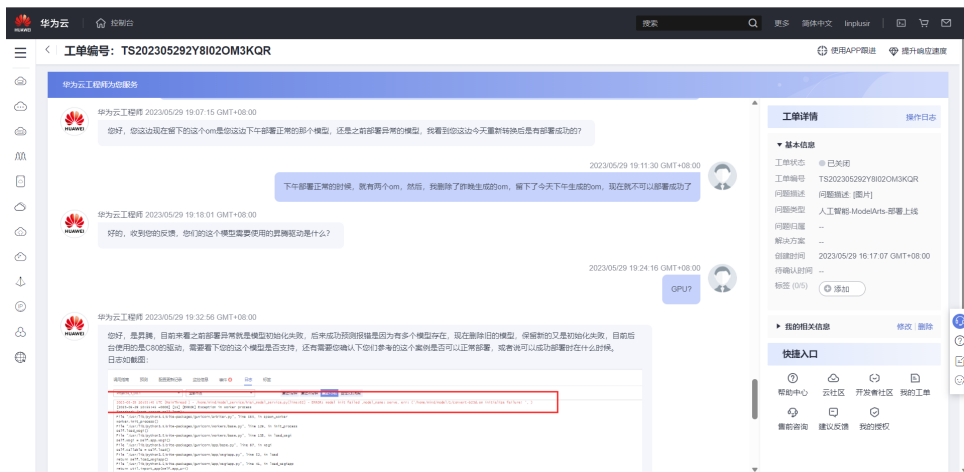 HUAWEI
华为云
控制台
搜索
更多 简体中文 linplusir
工单编号：TS202305292Y8I02OM3KQR
使用APP跟进 提升响应速度
华为云工程师为您服务
华为云工程师 2023/05/29 19:07:15 GMT+08:00
HUAWEI
您好，您这边现在留下的这个om是您这边下午部署正常的那个模型，还是之前部署异常的模型，我看到您这边今天重新转换后是有部署成功的?
2023/05/29 19:11:30 GMT+08:00
下午部署正常的时候，就有两个om，然后，我删除了昨晚生成的om，留下了今天下午生成的om，现在就不可以部署成功了
华为云工程师 2023/05/29 19:18:01 GMT+08:00
HUAWEI
好的，收到您的反馈，您们的这个模型需要使用的昇腾驱动是什么?
2023/05/29 19:24:16 GMT+08:00
GPU?
华为云工程师 2023/05/29 19:32:56 GMT+08:00
HUAWEI
您好，是昇腾，目前来看之前部署异常就是模型初始化失败，后来成功预测报错是因为有多个模型存在，现在删除旧的模型，保留新的又是初始化失败，目前后
台使用的是C80的驱动，需要看下您的这个模型是否支持，还有需要您确认下您们参考的这个案例是否可以正常部署，或者说可以成功部署时在什么时候。
日志如截图：
工单详情 操作日志
基本信息
工单状态 已关闭
工单编号 TS202305292Y8I02OM3KQR
问题描述 问题描述: [图片]
问题类型 人工智能-ModelArts-部署上线
问题归属 --
解决方案 --
创建时间 2023/05/29 16:17:07 GMT+08:00
待确认时间 --
标签 (0/5) 添加
我的相关信息 修改 | 删除
快捷入口
帮助中心 云社区 开发者社区 我的工单
售前咨询 建议反馈 我的授权